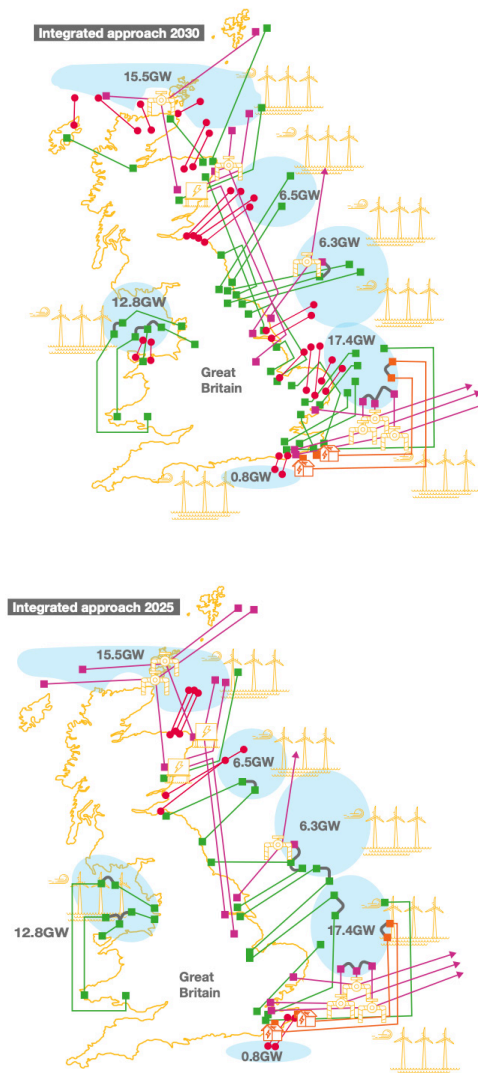 Integrated approach 2030
15.5GW
6.5GW
6.3GW
12.8GW
17.4GW
Great
Britain
0.8GW
Integrated approach 2025
15.5GW
6.5GW
6.3GW
12.8GW
17.4GW
Great
Britain
0.8GW